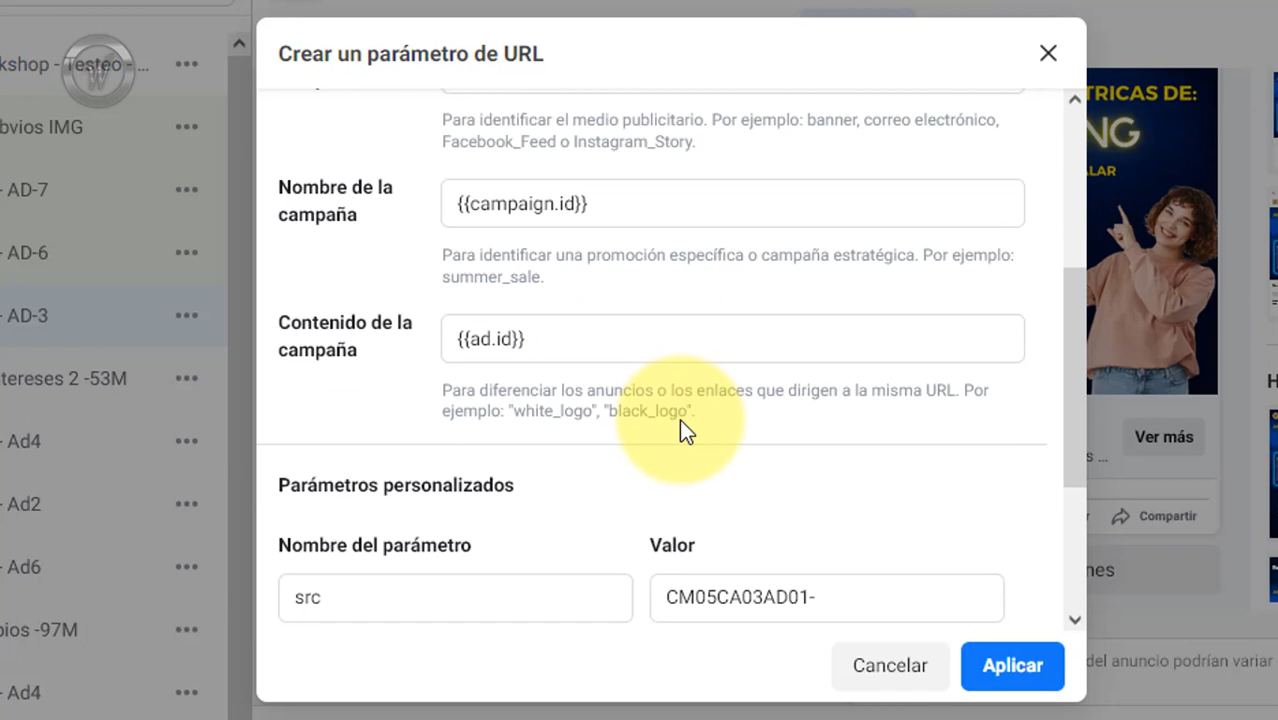 kshop - Testeo - ...
bvios IMG
- AD-7
- AD-6
- AD-3
ntereses 2 -53M
- Ad4
- Ad2
- Ad6
pios -97M
- Ad4
Crear un parámetro de URL
Para identificar el medio publicitario. Por ejemplo: banner, correo electrónico,
Facebook_Feed o Instagram_Story.
Nombre de la
campaña
{{campaign.id}}
Para identificar una promoción específica o campaña estratégica. Por ejemplo:
summer_sale.
Contenido de la
campaña
{{ad.id}}
Para diferenciar los anuncios o los enlaces que dirigen a la misma URL. Por
ejemplo: "white_logo", "black_logo".
Parámetros personalizados
Nombre del parámetro
Valor
src
CM05CA03AD01-
Cancelar
Aplicar
TRICAS DE:
NG
ALAR
Ver más
s ...
Compartir
nes
H
del anuncio podrían variar